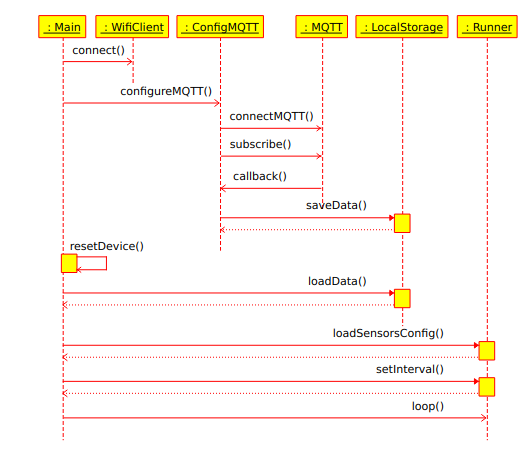 : Main : WifiClient : ConfigMQTT : MQTT : LocalStorage : Runner
connect()
configureMQTT()
connectMQTT()
subscribe()
callback()
saveData()
resetDevice()
loadData()
loadSensorsConfig()
setInterval()
loop()